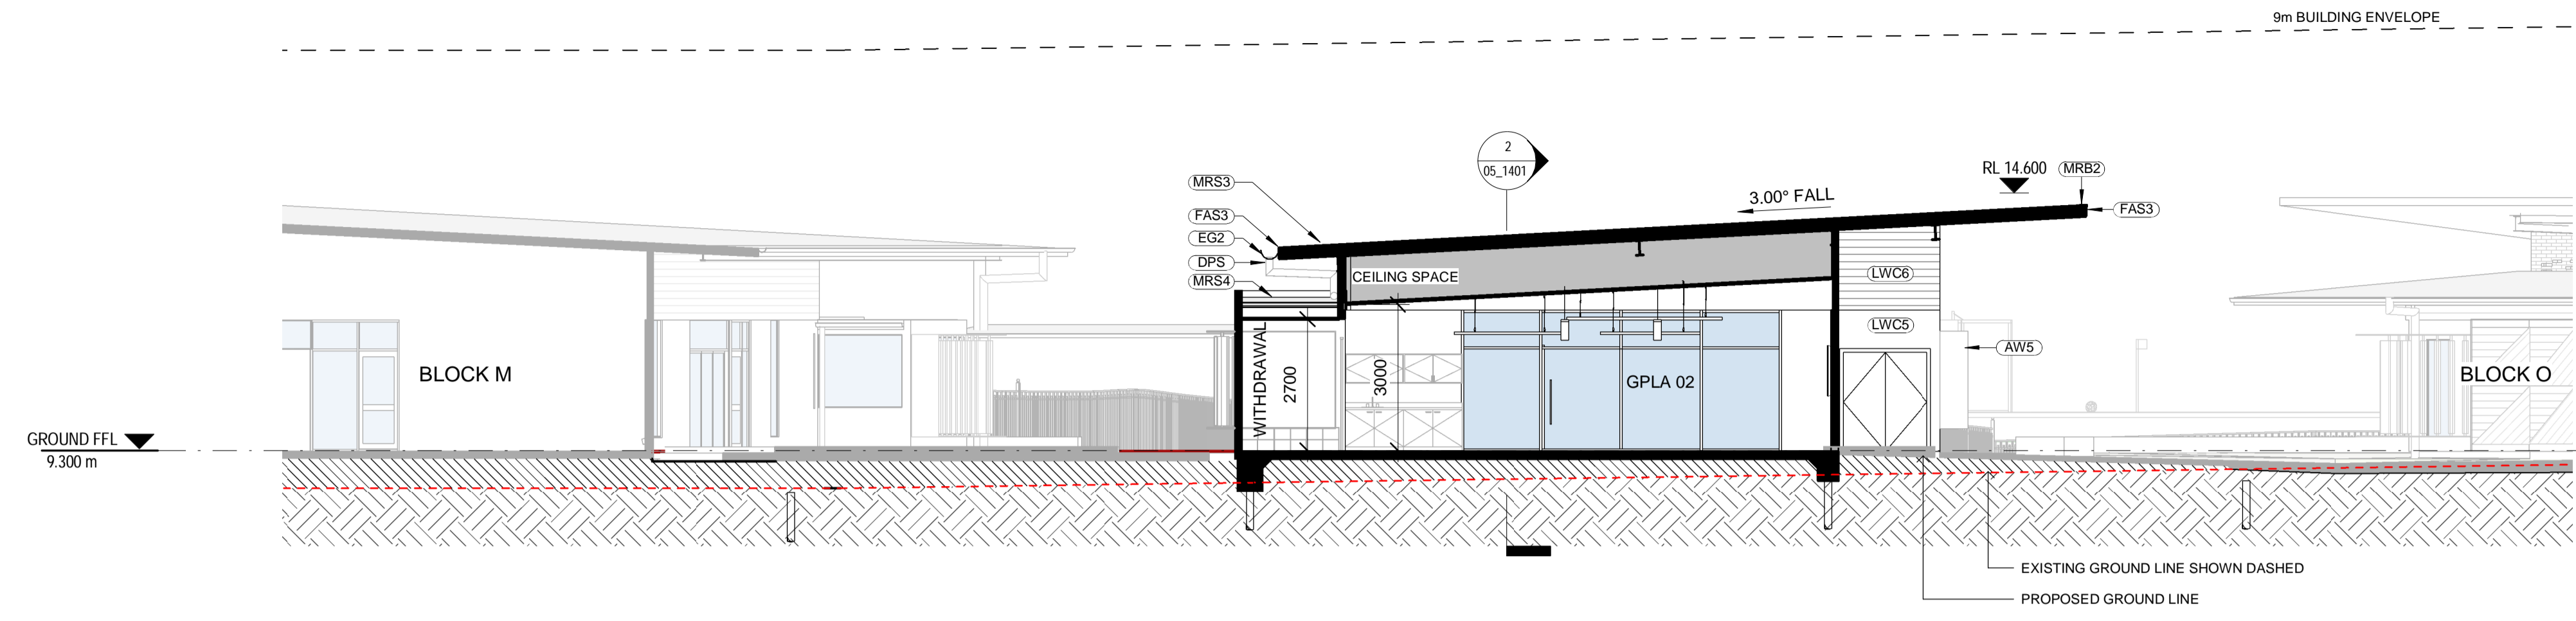 9m BUILDING ENVELOPE
2
05_1401
RL 14.600
MRB2
MRS3
3.00° FALL
FAS3
FAS3
EG2
DPS
MRS4
CEILING SPACE
LWC6
LWC5
AW5
WITHDRAWAL
2700
3000
GPLA 02
BLOCK M
BLOCK O
GROUND FFL
9.300 m
EXISTING GROUND LINE SHOWN DASHED
PROPOSED GROUND LINE